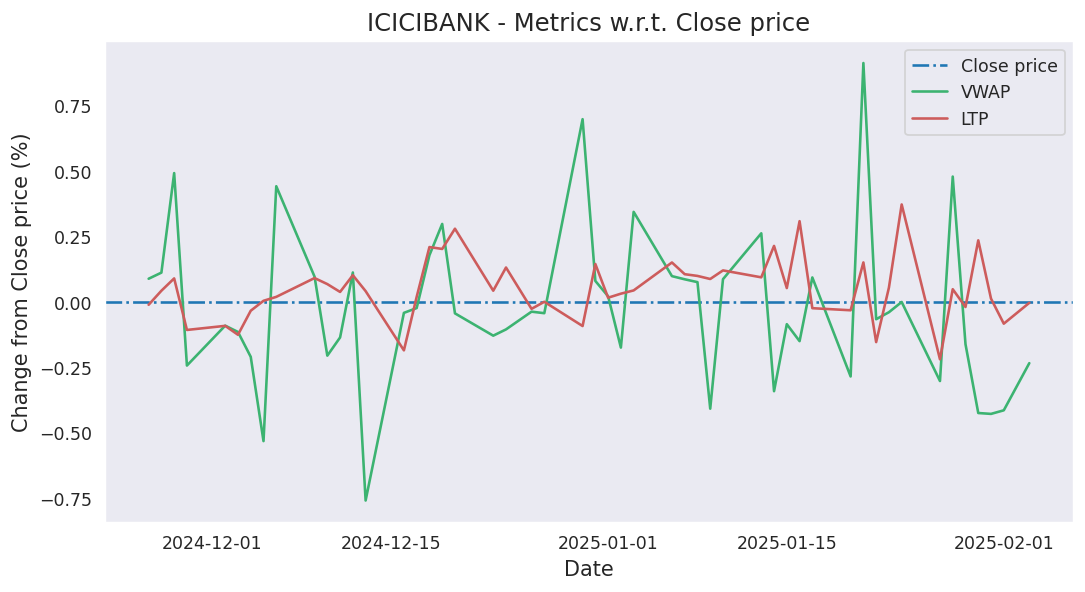 ICICIBANK - Metrics w.r.t. Close price
Close price
VWAP
LTP
Change from Close price (%)
0.75
0.50
0.25
0.00
−0.25
−0.50
−0.75
2024-12-01
2024-12-15
2025-01-01
2025-01-15
2025-02-01
Date